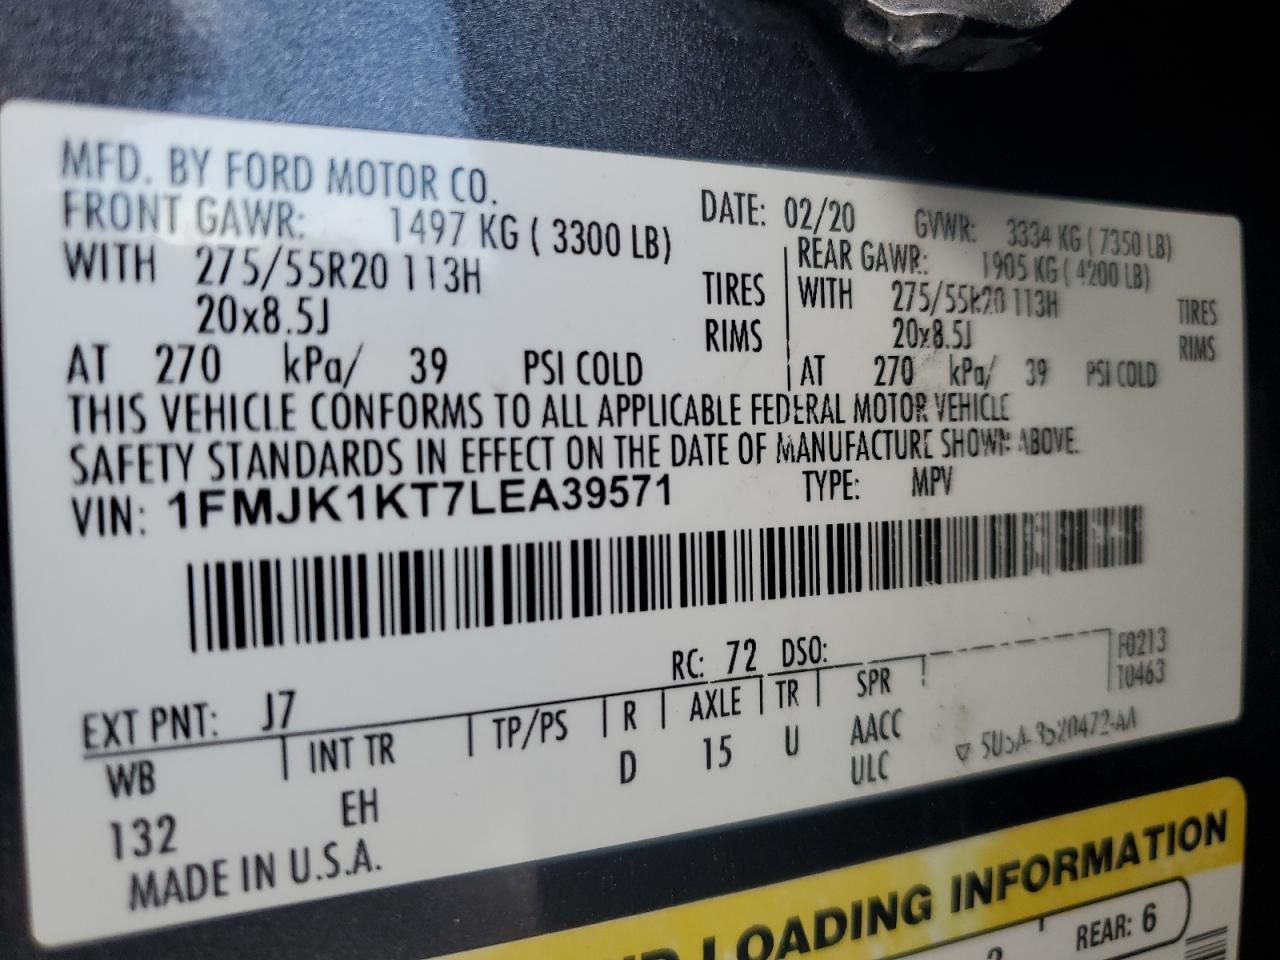 MFD. BY FORD MOTOR CO.
DATE: 02/20 GVWR: 3334 KG ( 7350 LB)
FRONT GAWR: 1497 KG ( 3300 LB)
REAR GAWR: 1905 KG ( 4200 LB)
WITH 275/55R20 113H TIRES
WITH 275/55R20 113H TIRES
20x8.5J RIMS
20x8.5J RIMS
AT 270 kPa/ 39 PSI COLD
AT 270 kPa/ 39 PSI COLD
THIS VEHICLE CONFORMS TO ALL APPLICABLE FEDERAL MOTOR VEHICLE
SAFETY STANDARDS IN EFFECT ON THE DATE OF MANUFACTURE SHOWN ABOVE.
VIN: 1FMJK1KT7LEA39571 TYPE: MPV
EXT PNT: J7 RC: 72 DSO: F0213
T0463
WB INT TR TP/PS R AXLE TR SPR
132 EH D 15 U AACC
ULC
MADE IN U.S.A.
LOADING INFORMATION
REAR: 6